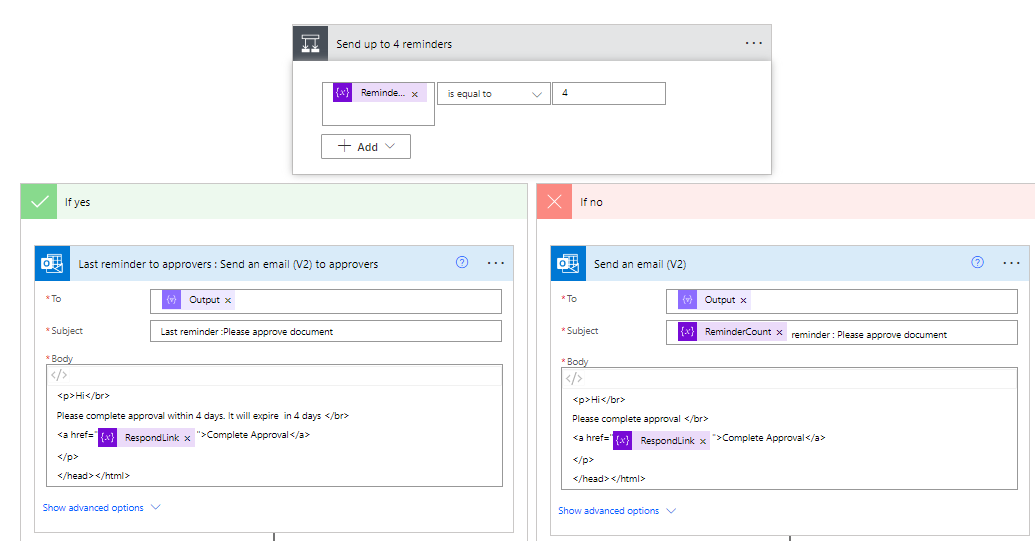 Send up to 4 reminders
Reminde... × is equal to 4
Add
If yes
Last reminder to approvers : Send an email (V2) to approvers
*To Output ×
*Subject Last reminder :Please approve document
*Body
</>
<p>Hi</br>
Please complete approval within 4 days. It will expire  in 4 days </br>
<a href="{x} RespondLink × ">Complete Approval</a>
</p>
</head></html>
Show advanced options
If no
Send an email (V2)
*To Output ×
*Subject {x} ReminderCount × reminder : Please approve document
*Body
</>
<p>Hi</br>
Please complete approval </br>
<a href="{x} RespondLink × ">Complete Approval</a>
</p>
</head></html>
Show advanced options